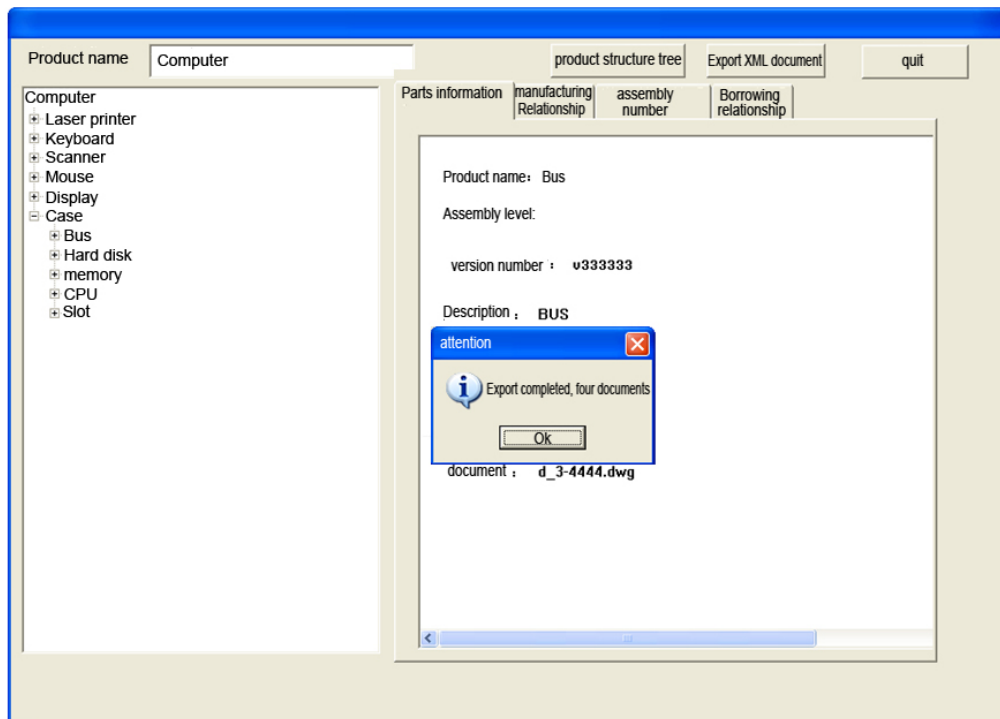 Product name Computer product structure tree Export XML document quit
Computer
Laser printer
Keyboard
Scanner
Mouse
Display
Case
Bus
Hard disk
memory
CPU
Slot
Parts information manufacturing Relationship assembly number Borrowing relationship
Product name： Bus
Assembly level:
version number ： v333333
Description ： BUS
attention
Export completed, four documents
Ok
document ： d_3-4444.dwg